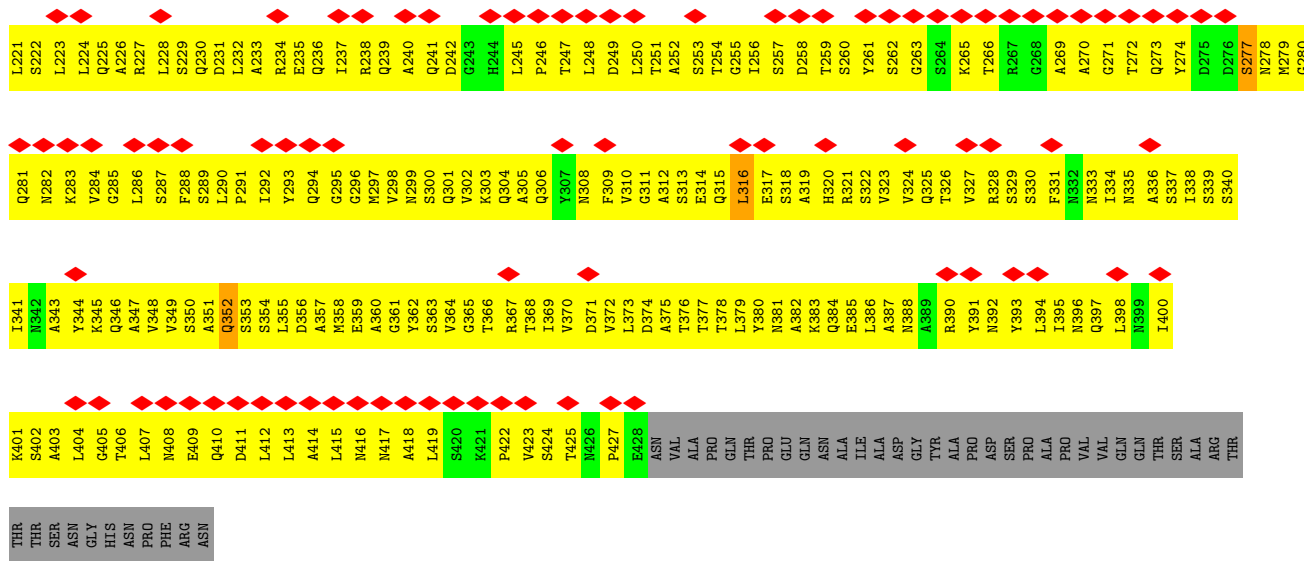 L221 S222 L223 L224 Q225 A226 R227 L228 S229 Q230 D231 L232 A233 R234 E235 Q236 I237 R238 Q239 A240 Q241 D242 G243 H244 L245 P246 T247 L248 D249 L250 T251 A252 S253 T254 G255 I256 S257 D258 T259 S260 Y261 S262 G263 S264 K265 T266 R267 G268 A269 A270 G271 T272 Q273 Y274 D275 D276 S277 N278 M279 G280
Q281 N282 K283 V284 G285 L286 S287 F288 S289 L290 P291 I292 Y293 Q294 G295 G296 M297 V298 N299 S300 Q301 V302 K303 Q304 A305 Q306 Y307 N308 F309 V310 G311 A312 S313 E314 Q315 L316 E317 S318 A319 H320 R321 S322 V323 V324 Q325 T326 V327 R328 S329 S330 F331 N332 N333 I334 N335 A336 S337 I338 S339 S340
I341 N342 A343 Y344 K345 Q346 A347 V348 V349 S350 A351 Q352 S353 S354 L355 D356 A357 M358 E359 A360 G361 Y362 S363 V364 G365 T366 R367 T368 I369 V370 D371 V372 L373 D374 A375 T376 T377 T378 L379 Y380 N381 A382 K383 Q384 E385 L386 A387 N388 A389 R390 Y391 N392 Y393 L394 I395 N396 Q397 L398 N399 I400
K401 S402 A403 L404 G405 T406 L407 N408 E409 Q410 D411 L412 L413 A414 L415 N416 N417 A418 L419 S420 K421 P422 V423 S424 T425 N426 P427 E428 ASN VAL ALA PRO GLN THR PRO GLU GLN ASN ALA ILE ALA ASP GLY TYR ALA PRO ASP SER PRO ALA PRO VAL VAL GLN GLN THR SER ALA ARG THR
THR THR SER ASN GLY HIS ASN PRO PHE ARG ASN